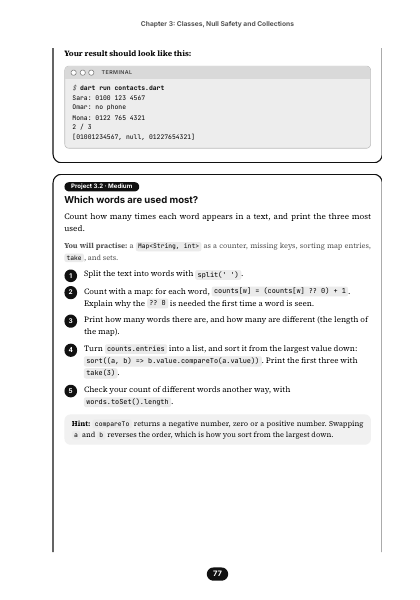 Chapter 3: Classes, Null Safety and Collections
Your result should look like this:
TERMINAL
$ dart run contacts.dart
Sara: 0100 123 4567
Omar: no phone
Mona: 0122 765 4321
2 / 3
[01001234567, null, 01227654321]
Project 3.2 · Medium
Which words are used most?
Count how many times each word appears in a text, and print the three most
used.
You will practise: a Map<String, int> as a counter, missing keys, sorting map entries,
take, and sets.
1 Split the text into words with split(' ').
2 Count with a map: for each word, counts[w] = (counts[w] ?? 0) + 1.
Explain why the ?? 0 is needed the first time a word is seen.
3 Print how many words there are, and how many are different (the length of
the map).
4 Turn counts.entries into a list, and sort it from the largest value down:
sort((a, b) => b.value.compareTo(a.value)). Print the first three with
take(3).
5 Check your count of different words another way, with
words.toSet().length.
Hint: compareTo returns a negative number, zero or a positive number. Swapping
a and b reverses the order, which is how you sort from the largest down.
77